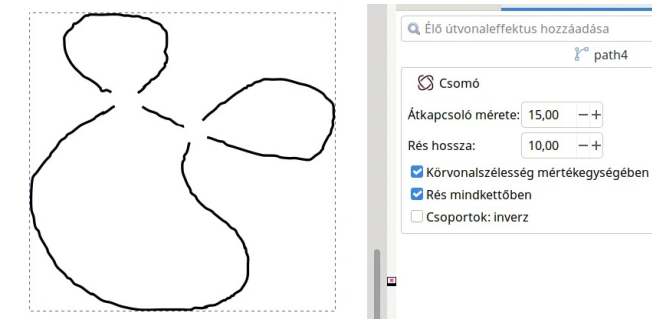 Élő útvonaleffektus hozzáadása
path4
Csomó
Átkapcsoló mérete: 15,00 −+
Rés hossza: 10,00 −+
Körvonalszélesség mértékegységében
Rés mindkettőben
Csoportok: inverz